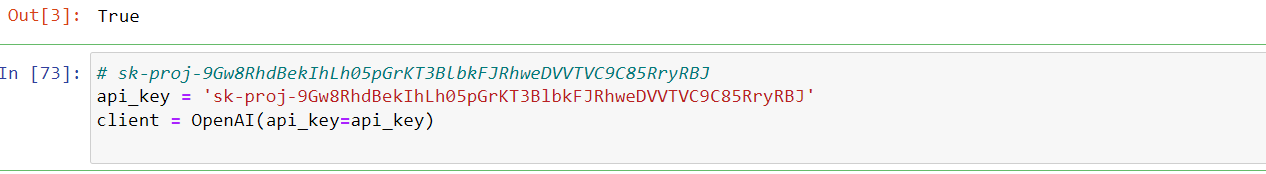 Out[3]: True
In [73]: # sk-proj-9Gw8RhdBekIhLh05pGrKT3BlbkFJRhweDVVTVC9C85RryRBJ
api_key = 'sk-proj-9Gw8RhdBekIhLh05pGrKT3BlbkFJRhweDVVTVC9C85RryRBJ'
client = OpenAI(api_key=api_key)